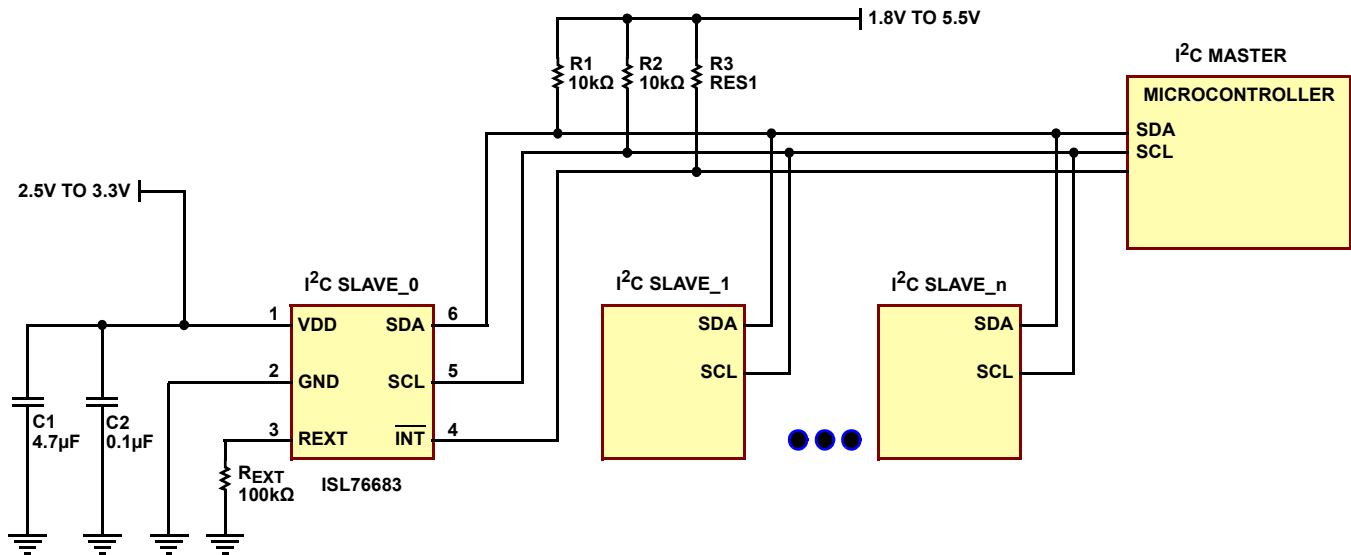 1.8V TO 5.5V
R1
10kΩ
R2
10kΩ
R3
RES1
I²C MASTER
MICROCONTROLLER
SDA
SCL
2.5V TO 3.3V
I²C SLAVE_0
1
VDD
SDA
6
2
GND
SCL
5
3
REXT
INT
4
C1
4.7µF
C2
0.1µF
REXT
100kΩ
ISL76683
I²C SLAVE_1
SDA
SCL
I²C SLAVE_n
SDA
SCL